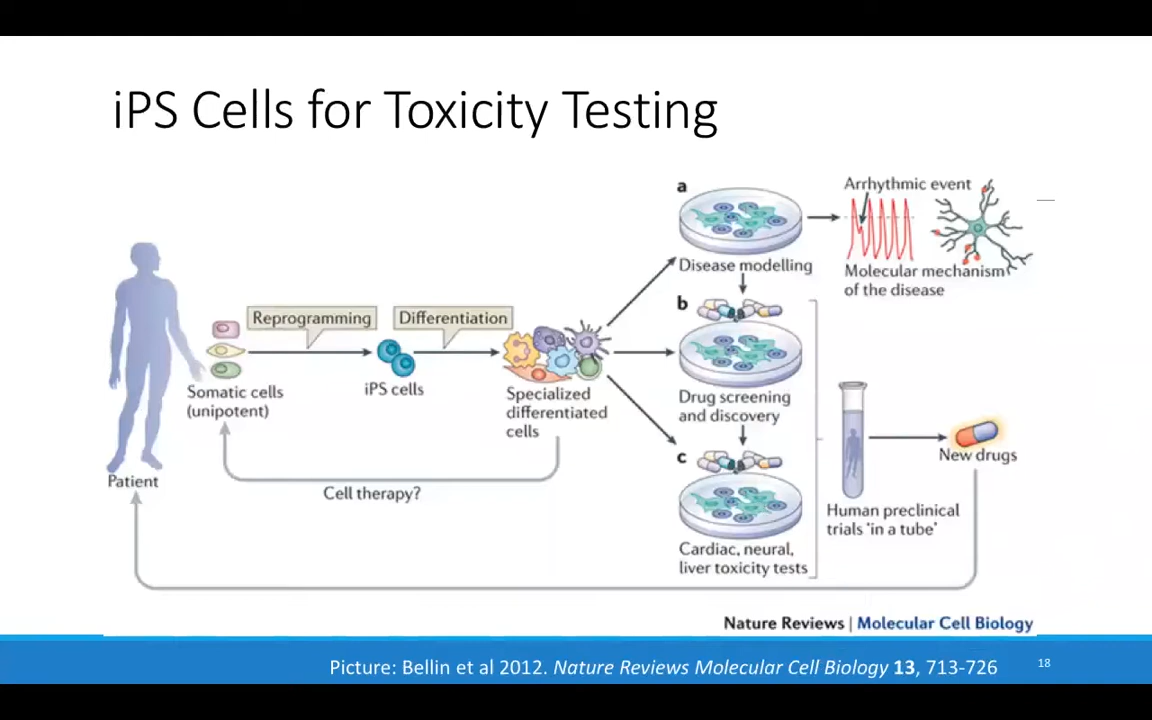 iPS Cells for Toxicity Testing
a
Arrhythmic event
Disease modelling
Molecular mechanism
of the disease
b
Reprogramming
Differentiation
Somatic cells
(unipotent)
iPS cells
Specialized
differentiated
cells
Drug screening
and discovery
c
New drugs
Patient
Cell therapy?
Human preclinical
trials 'in a tube'
Cardiac, neural,
liver toxicity tests
Nature Reviews | Molecular Cell Biology
Picture: Bellin et al 2012. Nature Reviews Molecular Cell Biology 13, 713-726
18